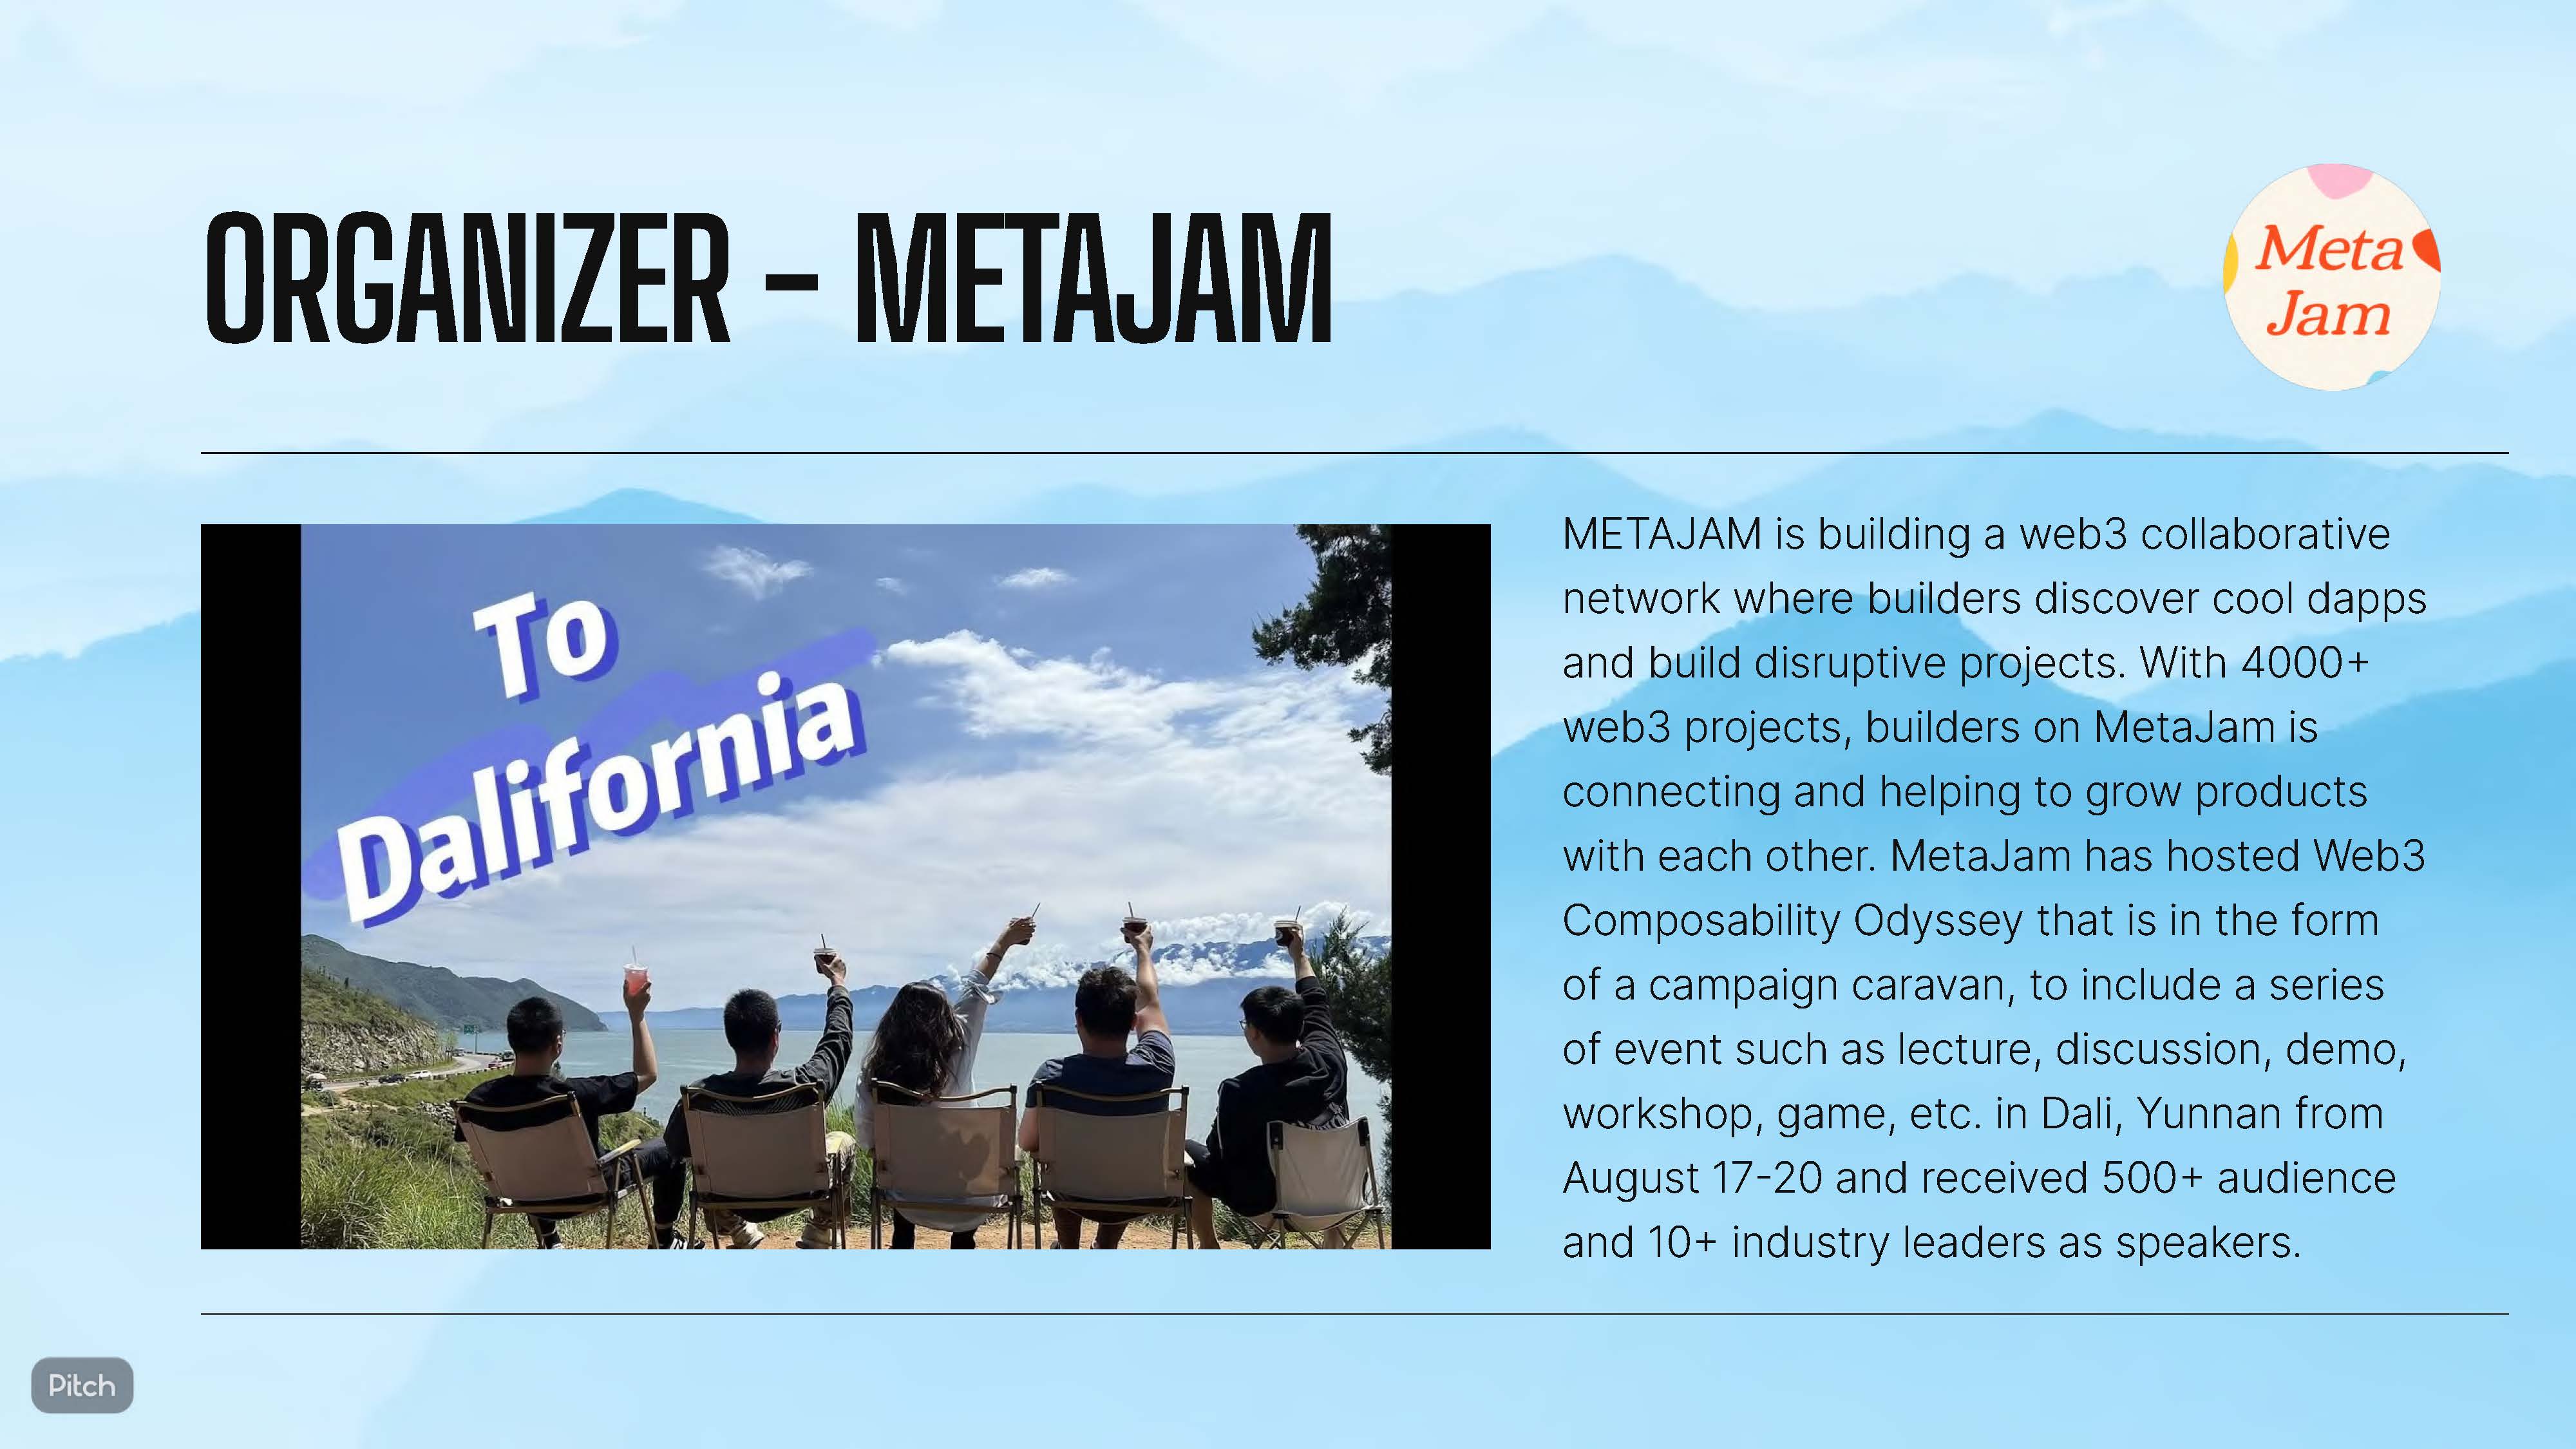 ORGANIZER - METAJAM
Meta
Jam
To
Dalifornia
METAJAM is building a web3 collaborative
network where builders discover cool dapps
and build disruptive projects. With 4000+
web3 projects, builders on MetaJam is
connecting and helping to grow products
with each other. MetaJam has hosted Web3
Composability Odyssey that is in the form
of a campaign caravan, to include a series
of event such as lecture, discussion, demo,
workshop, game, etc. in Dali, Yunnan from
August 17-20 and received 500+ audience
and 10+ industry leaders as speakers.
Pitch